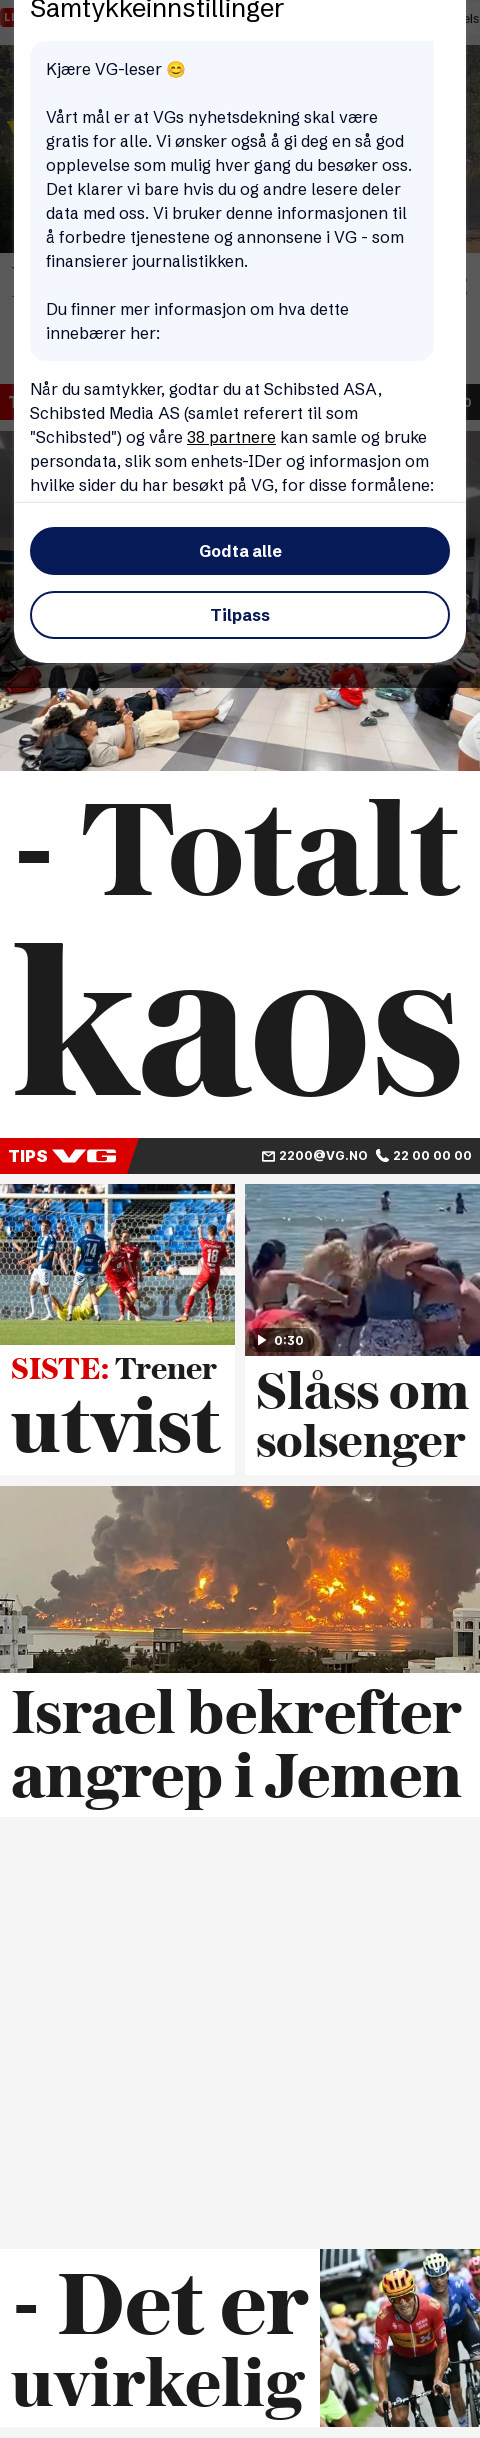 Samtykkeinnstillinger
Kjære VG-leser 😊
Vårt mål er at VGs nyhetsdekning skal være
gratis for alle. Vi ønsker også å gi deg en så god
opplevelse som mulig hver gang du besøker oss.
Det klarer vi bare hvis du og andre lesere deler
data med oss. Vi bruker denne informasjonen til
å forbedre tjenestene og annonsene i VG - som
finansierer journalistikken.
Du finner mer informasjon om hva dette
innebærer her:
Når du samtykker, godtar du at Schibsted ASA,
Schibsted Media AS (samlet referert til som
"Schibsted") og våre 38 partnere kan samle og bruke
persondata, slik som enhets-IDer og informasjon om
hvilke sider du har besøkt på VG, for disse formålene:
Godta alle
Tilpass
- Totalt
kaos
TIPS VG 2200@VG.NO 22 00 00 00
14
18
0:30
SISTE: Trener
utvist
Slåss om
solsenger
Israel bekrefter
angrep i Jemen
- Det er
uvirkelig